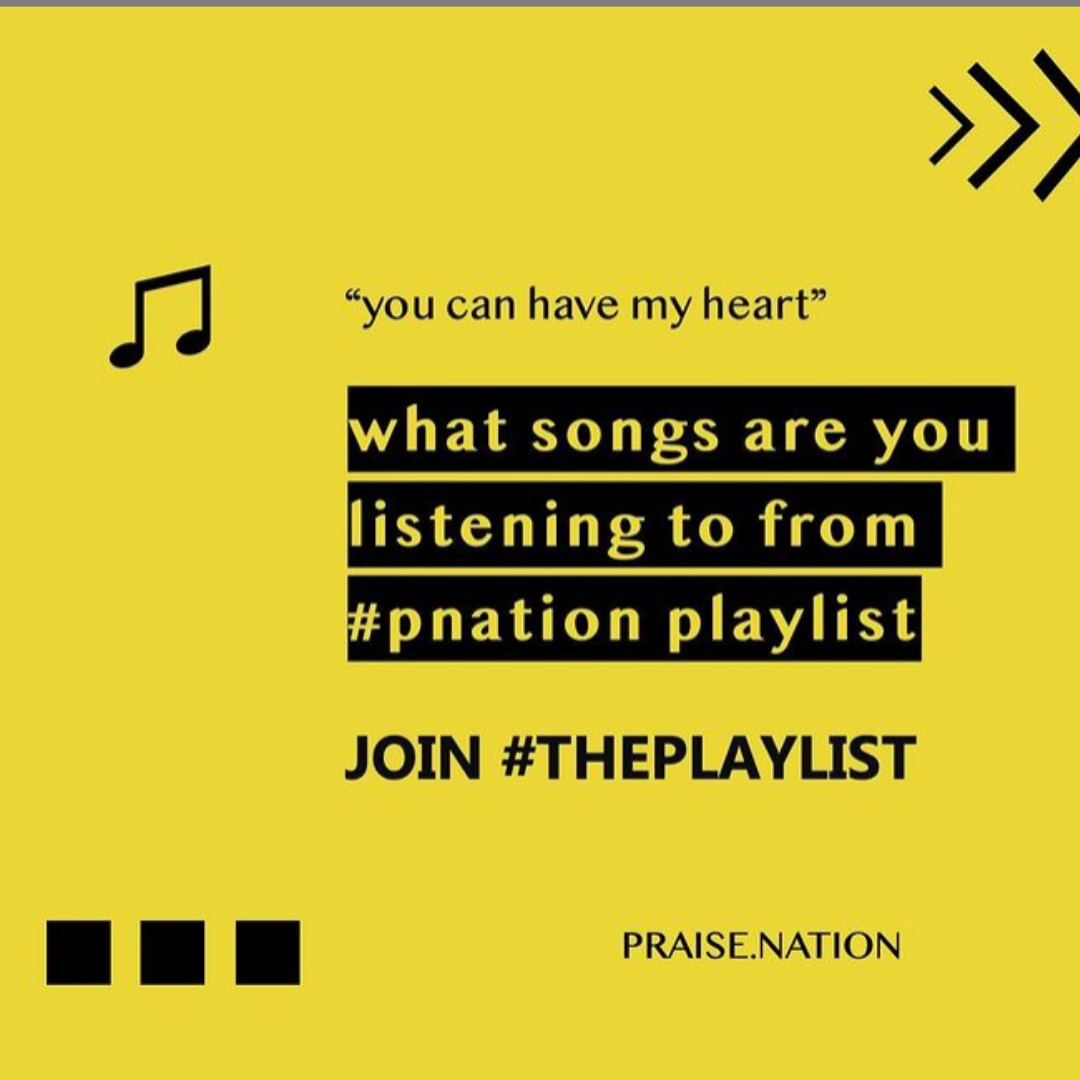 “you can have my heart”
what songs are you
listening to from
#pnation playlist
JOIN #THEPLAYLIST
PRAISE.NATION